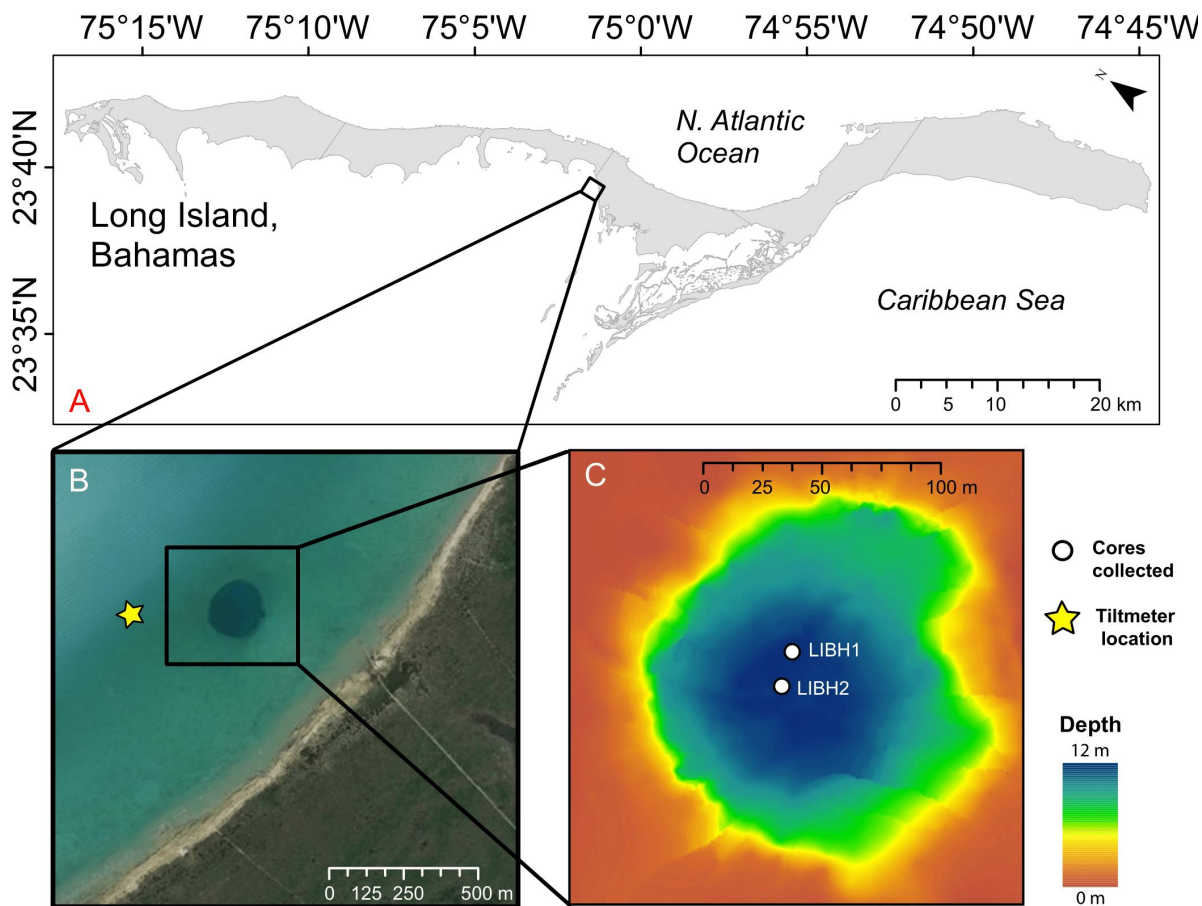 75°15'W 75°10'W 75°5'W 75°0'W 74°55'W 74°50'W 74°45'W
N
N. Atlantic
Ocean
23°40'N
Long Island,
Bahamas
Caribbean Sea
23°35'N
A
0 5 10 20 km
B
C
0 25 50 100 m
Cores
collected
LIBH1
LIBH2
Tiltmeter
location
Depth
12 m
0 m
0 125 250 500 m